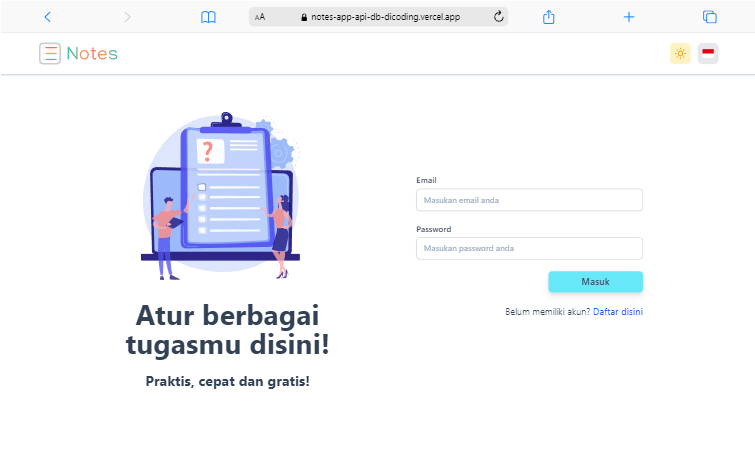 AA notes-app-api-db-dicoding.vercel.app
Notes
?
Atur berbagai
tugasmu disini!
Praktis, cepat dan gratis!
Email
Masukan email anda
Password
Masukan password anda
Masuk
Belum memiliki akun? Daftar disini